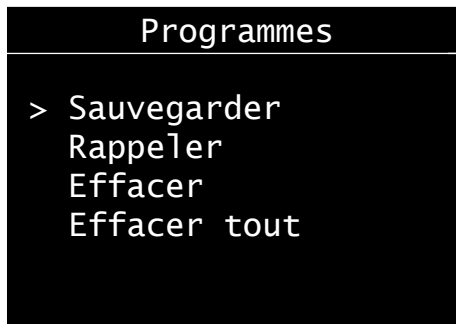 Programmes
> Sauvegarder
Rappeler
Effacer
Effacer tout